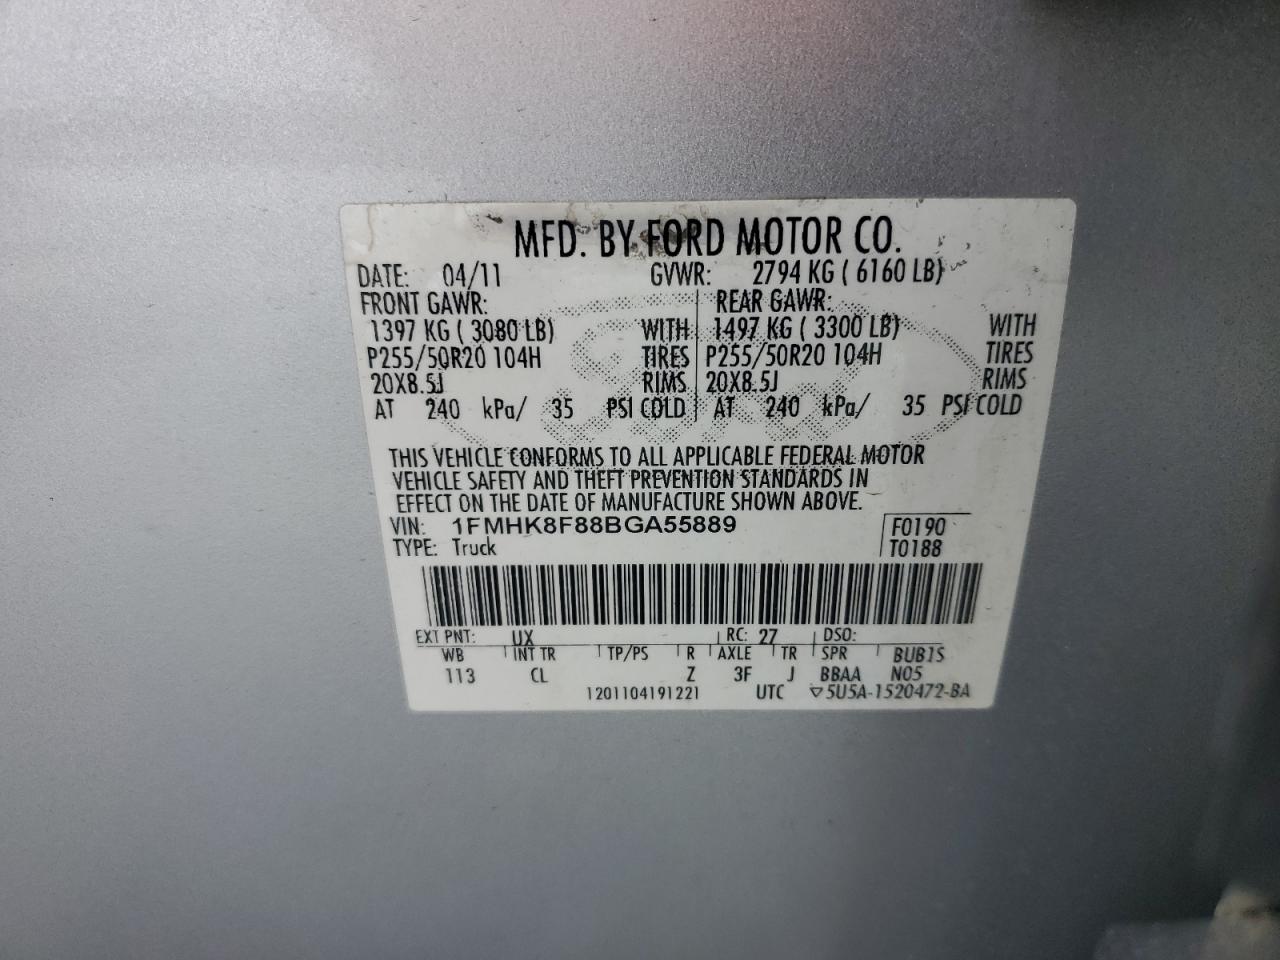 MFD. BY FORD MOTOR CO.
DATE: 04/11 GVWR: 2794 KG ( 6160 LB)
FRONT GAWR: REAR GAWR:
1397 KG ( 3080 LB) WITH 1497 KG ( 3300 LB) WITH
P255/50R20 104H TIRES P255/50R20 104H TIRES
20X8.5J RIMS 20X8.5J RIMS
AT 240 kPa/ 35 PSI COLD AT 240 kPa/ 35 PSI COLD
THIS VEHICLE CONFORMS TO ALL APPLICABLE FEDERAL MOTOR
VEHICLE SAFETY AND THEFT PREVENTION STANDARDS IN
EFFECT ON THE DATE OF MANUFACTURE SHOWN ABOVE.
VIN: 1FMHK8F88BGA55889 F0190
TYPE: Truck T0188
EXT PNT: UX RC: 27 DSO:
WB INT TR TP/PS R AXLE TR SPR BUB1S
113 CL Z 3F J BBAA N05
1201104191221 UTC ▽5U5A-1520472-BA